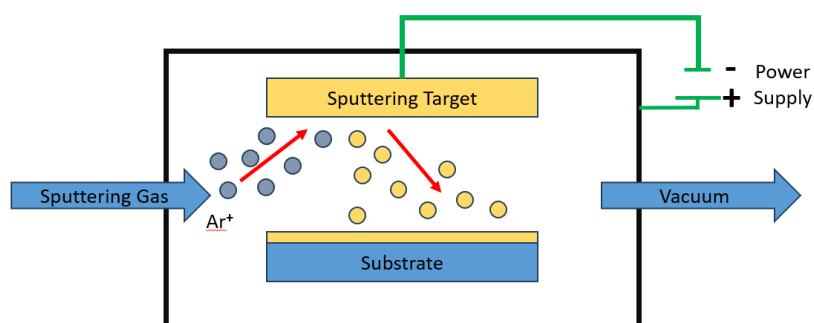 Sputtering Target
- Power
+ Supply
Sputtering Gas
Ar+
Vacuum
Substrate